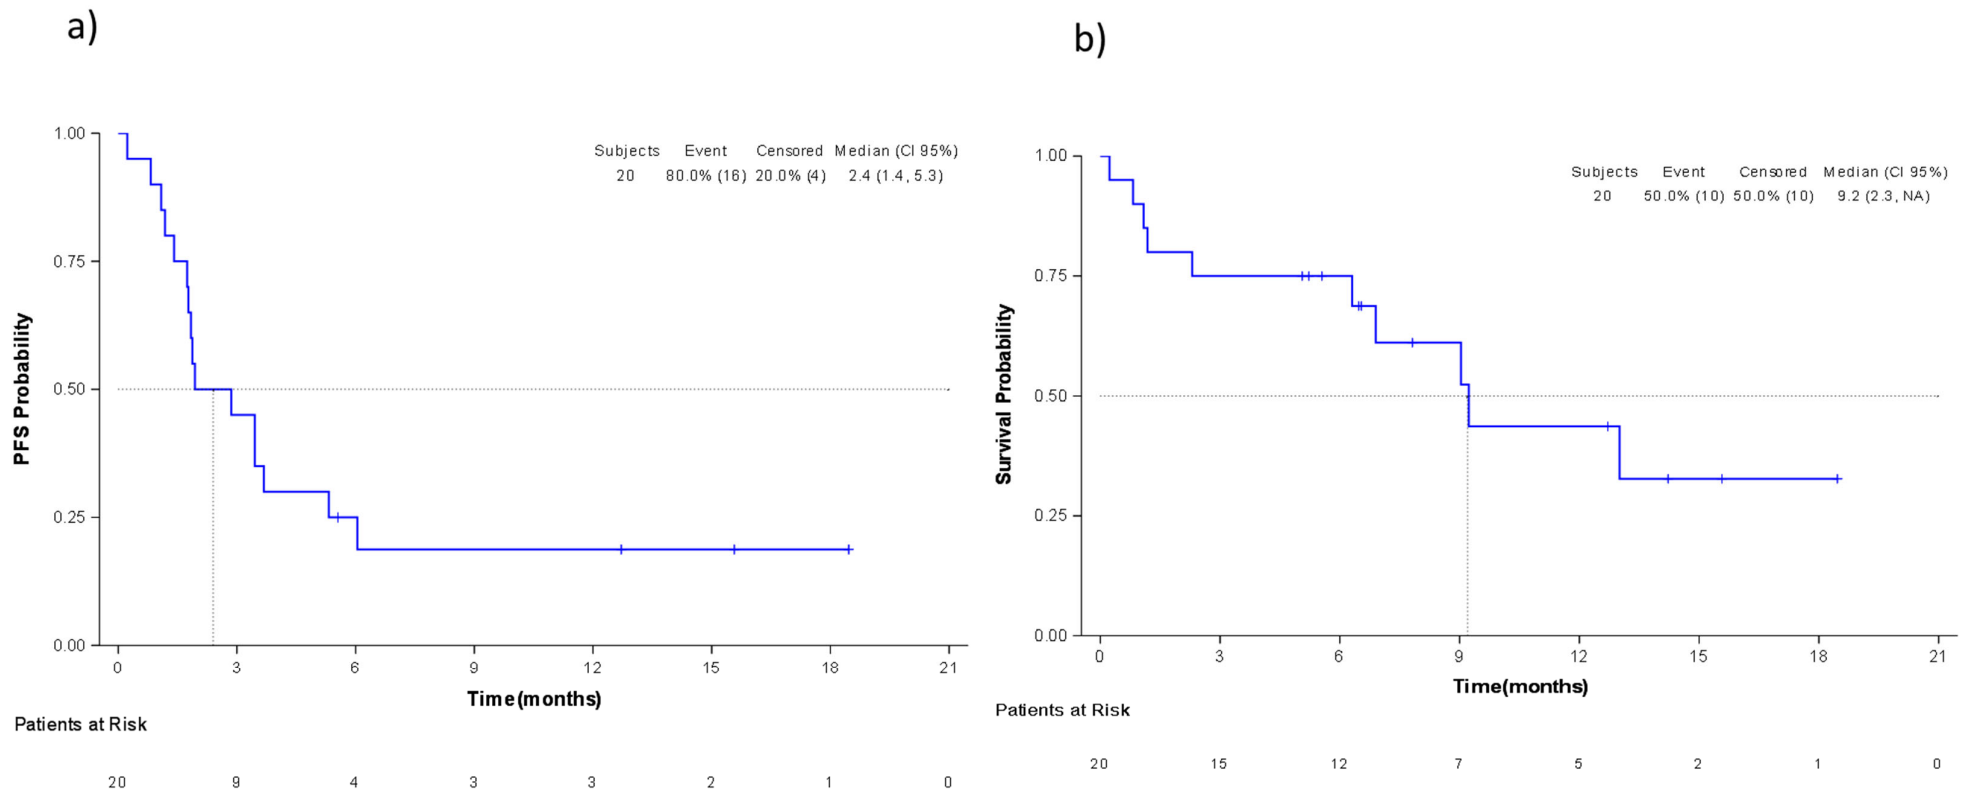 a)
1.00
0.75
0.50
0.25
0.00
PFS Probability
Subjects Event Censored Median (CI 95%)
20 80.0% (16) 20.0% (4) 2.4 (1.4, 5.3)
0 3 6 9 12 15 18 21
Time(months)
Patients at Risk
20 9 4 3 3 2 1 0
b)
1.00
0.75
0.50
0.25
0.00
Survival Probability
Subjects Event Censored Median (CI 95%)
20 50.0% (10) 50.0% (10) 9.2 (2.3, NA)
0 3 6 9 12 15 18 21
Time(months)
Patients at Risk
20 15 12 7 5 2 1 0